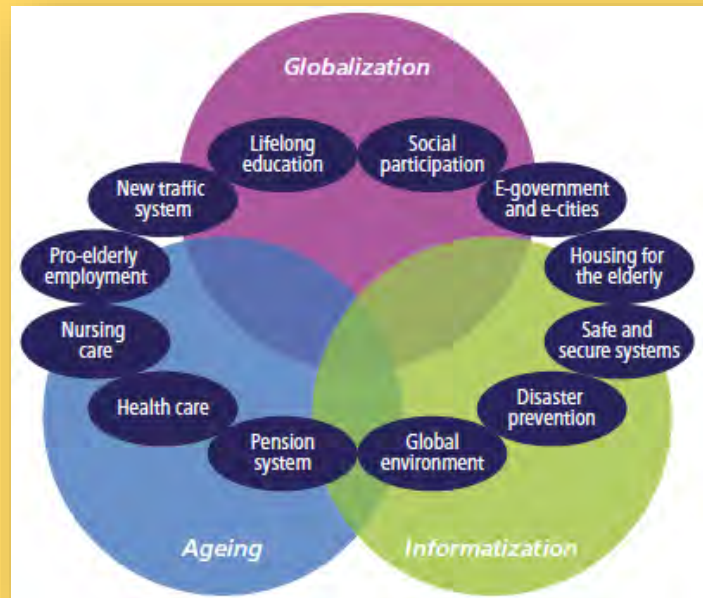 Globalization
Lifelong
education
Social
participation
New traffic
system
E-government
and e-cities
Pro-elderly
employment
Housing for
the elderly
Nursing
care
Safe and
secure systems
Health care
Disaster
prevention
Pension
system
Global
environment
Ageing
Informatization